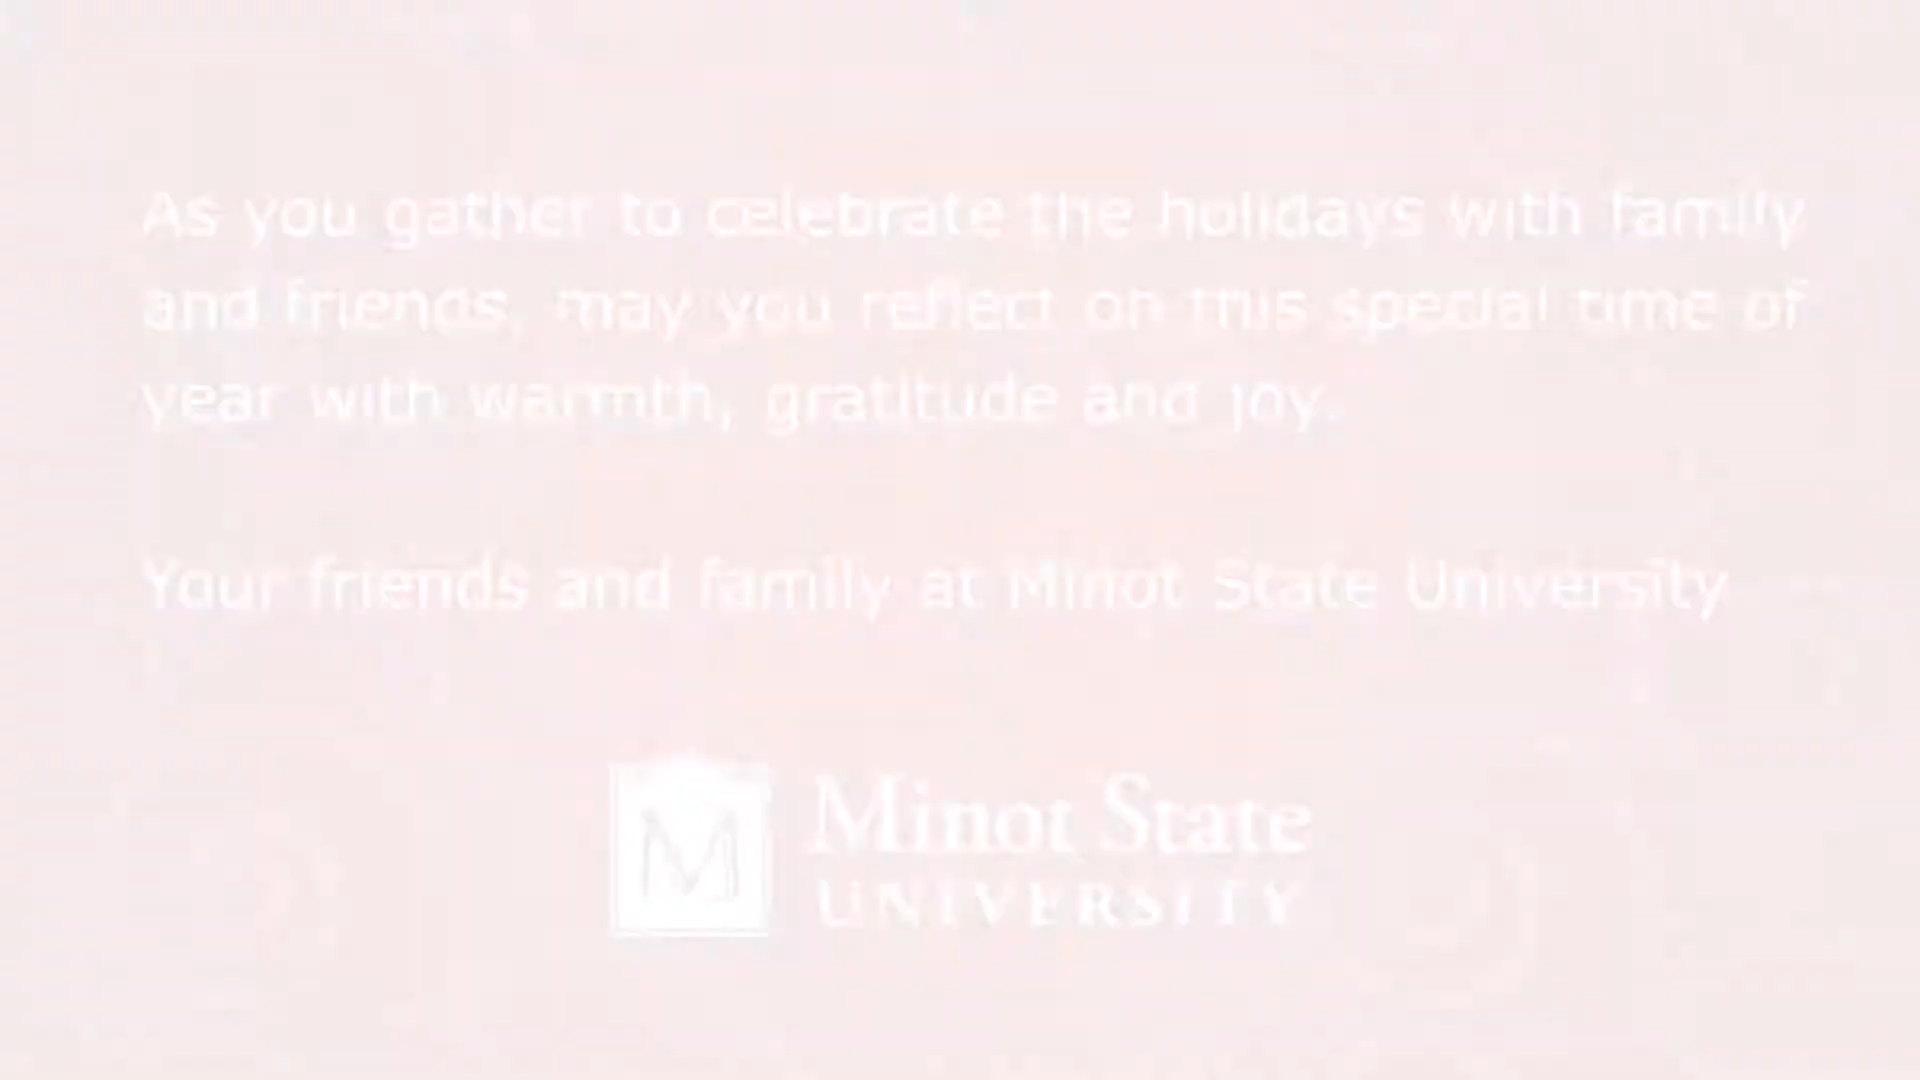 As you gather to celebrate the holidays with family
and friends, may you reflect on this special time of
year with warmth, gratitude and joy.
Your friends and family at Minot State University
M
Minot State
UNIVERSITY